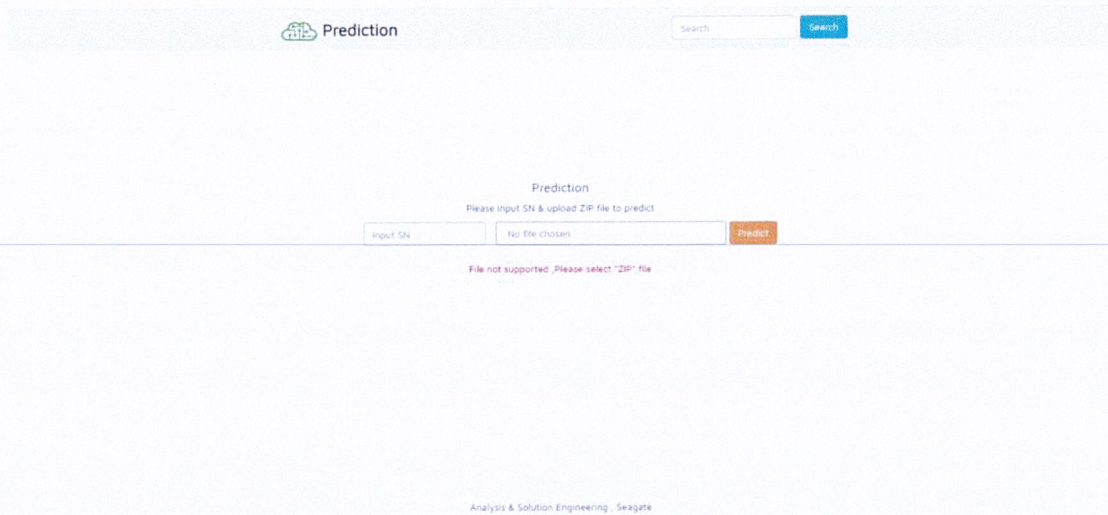 Prediction
Search Search
Prediction
Please input SN & upload ZIP file to predict
Input SN No file chosen Predict
File not supported ,Please select "ZIP" file
Analysis & Solution Engineering , Seagate